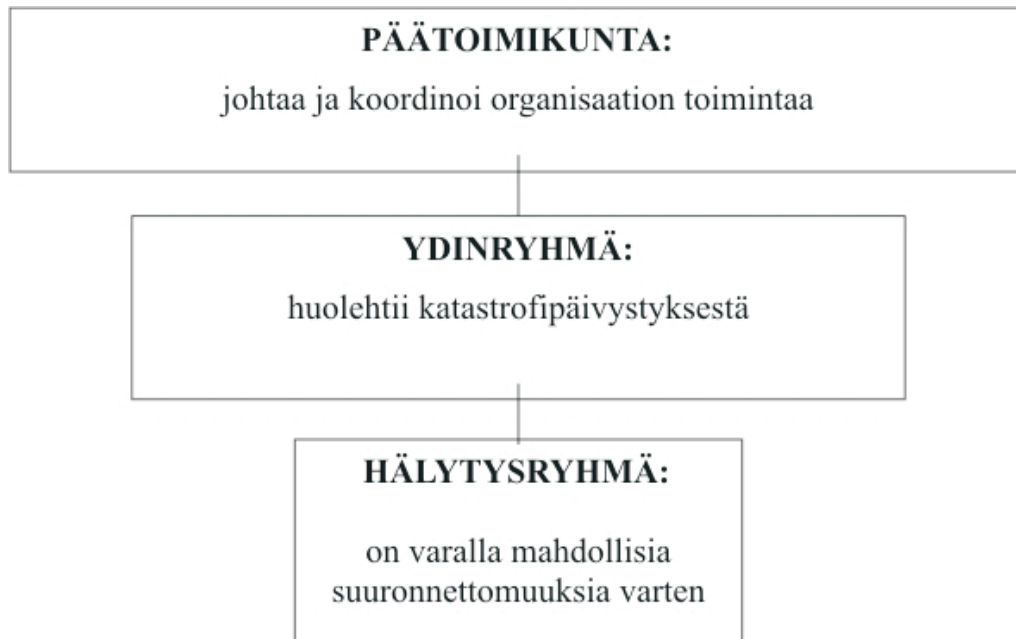 PÄÄTOIMIKUNTA:
johtaa ja koordinoi organisaation toimintaa
YDINRYHMÄ:
huolehtii katastrofipäivystyksestä
HÄLYTYSRYHMÄ:
on varalla mahdollisia
suuronnettomuuksia varten